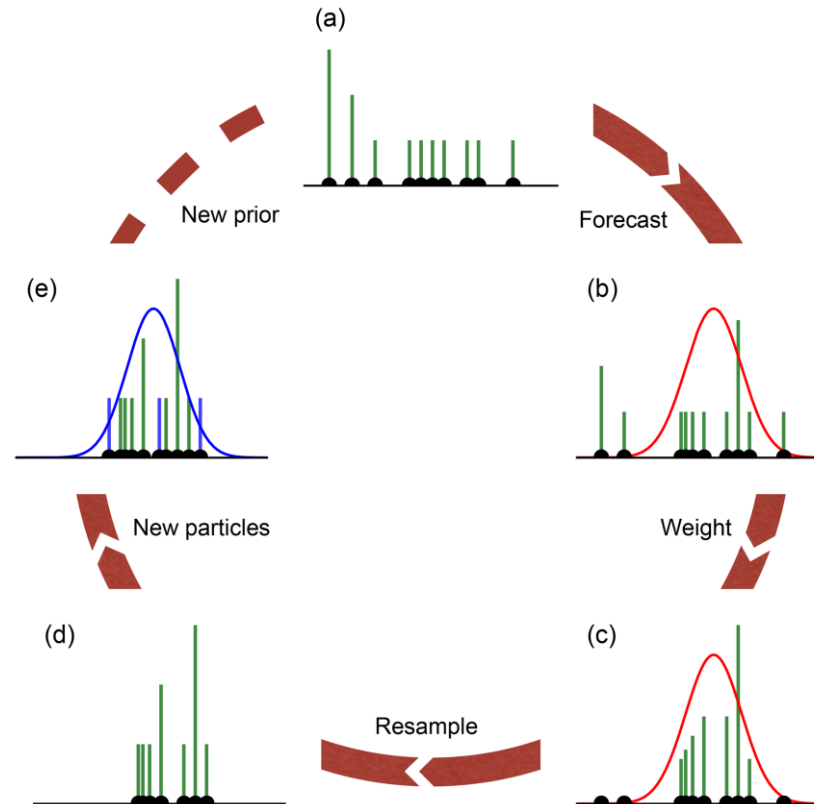 (a)
New prior
Forecast
(e)
(b)
New particles
Weight
(d)
(c)
Resample